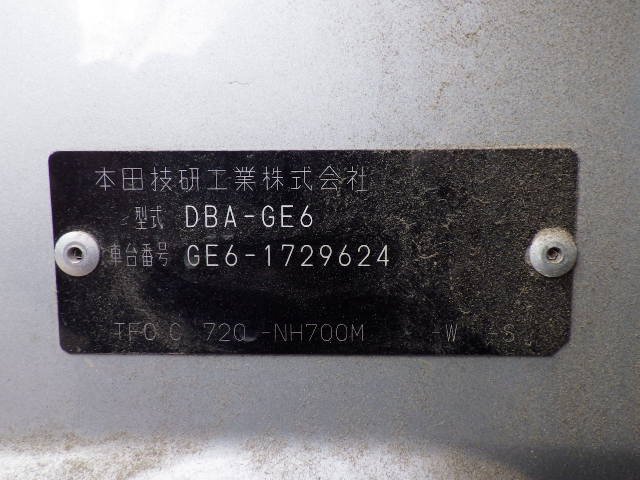 本田技研工業株式会社
型式 DBA-GE6
車台番号 GE6-1729624
TF0 C 720 -NH700M -W -S